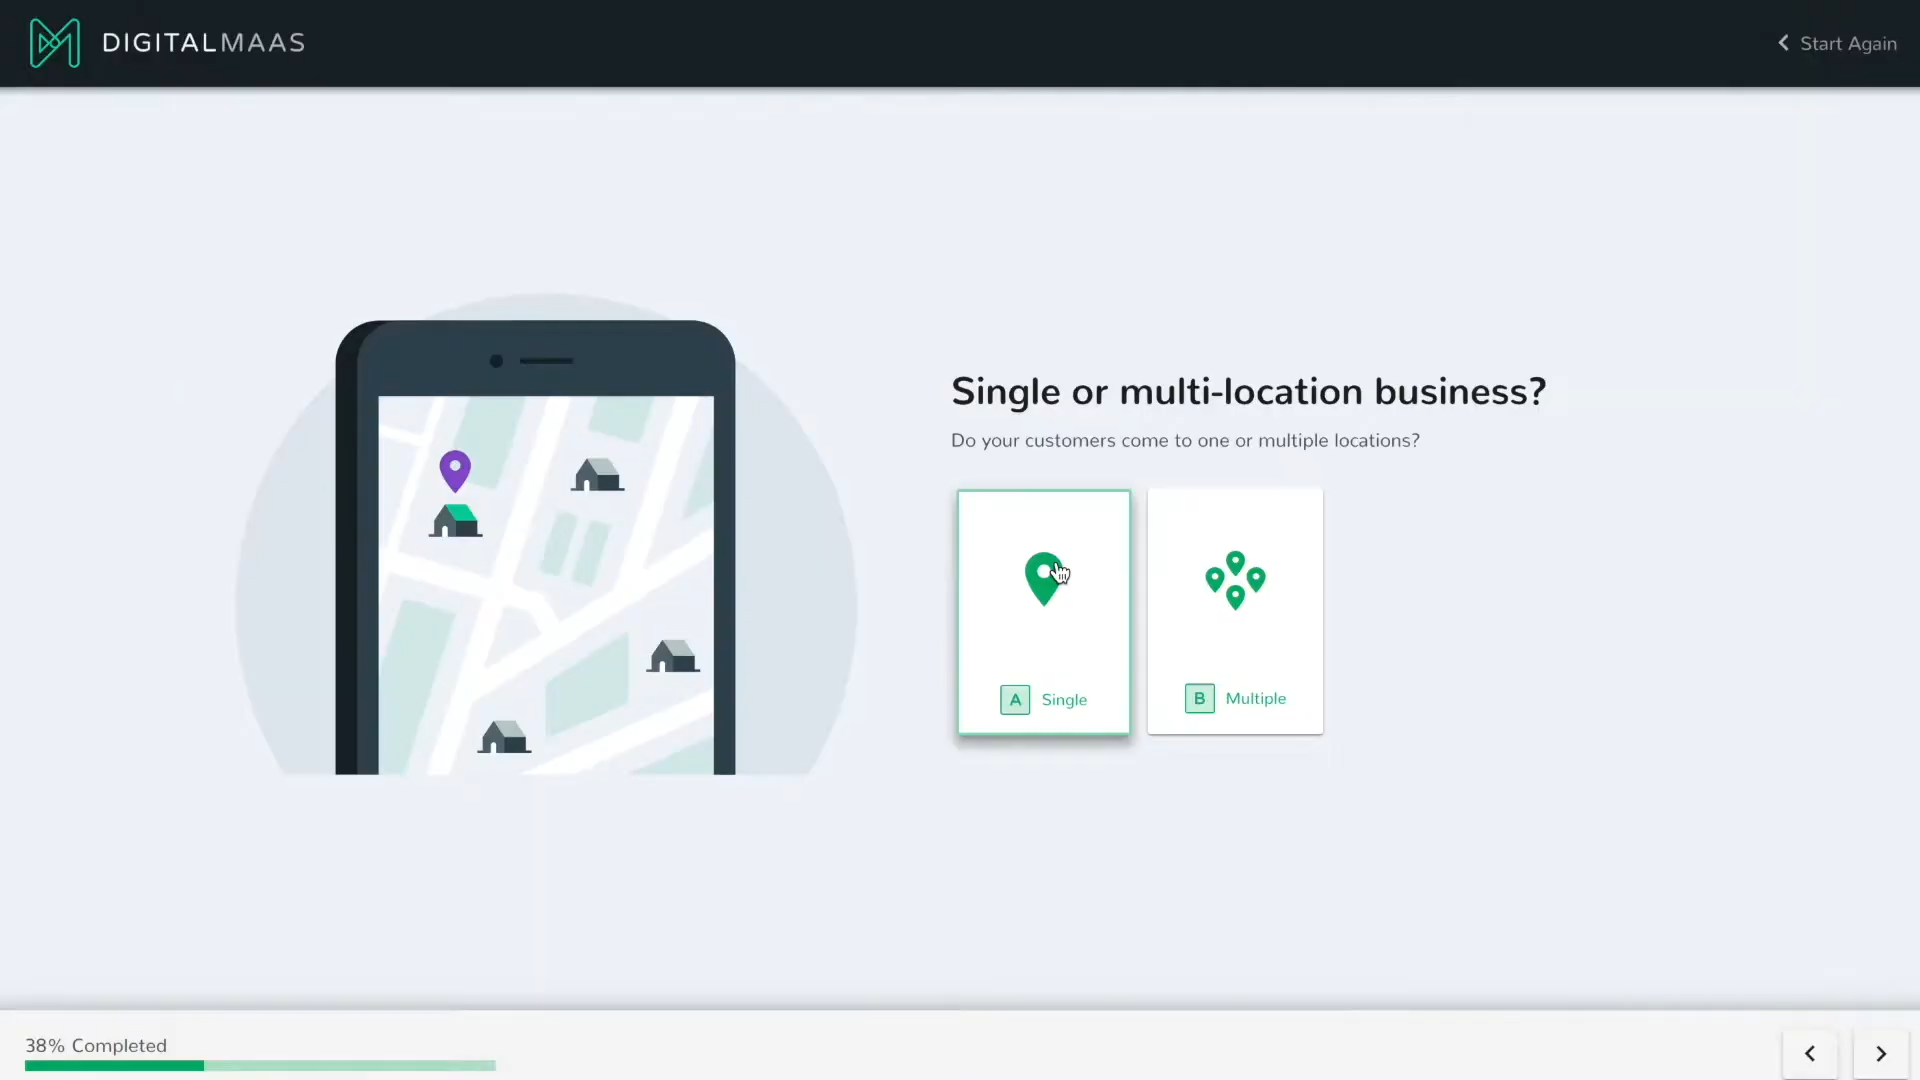 DIGITALMAAS
Start Again
Single or multi-location business?
Do your customers come to one or multiple locations?
A Single
B Multiple
38% Completed